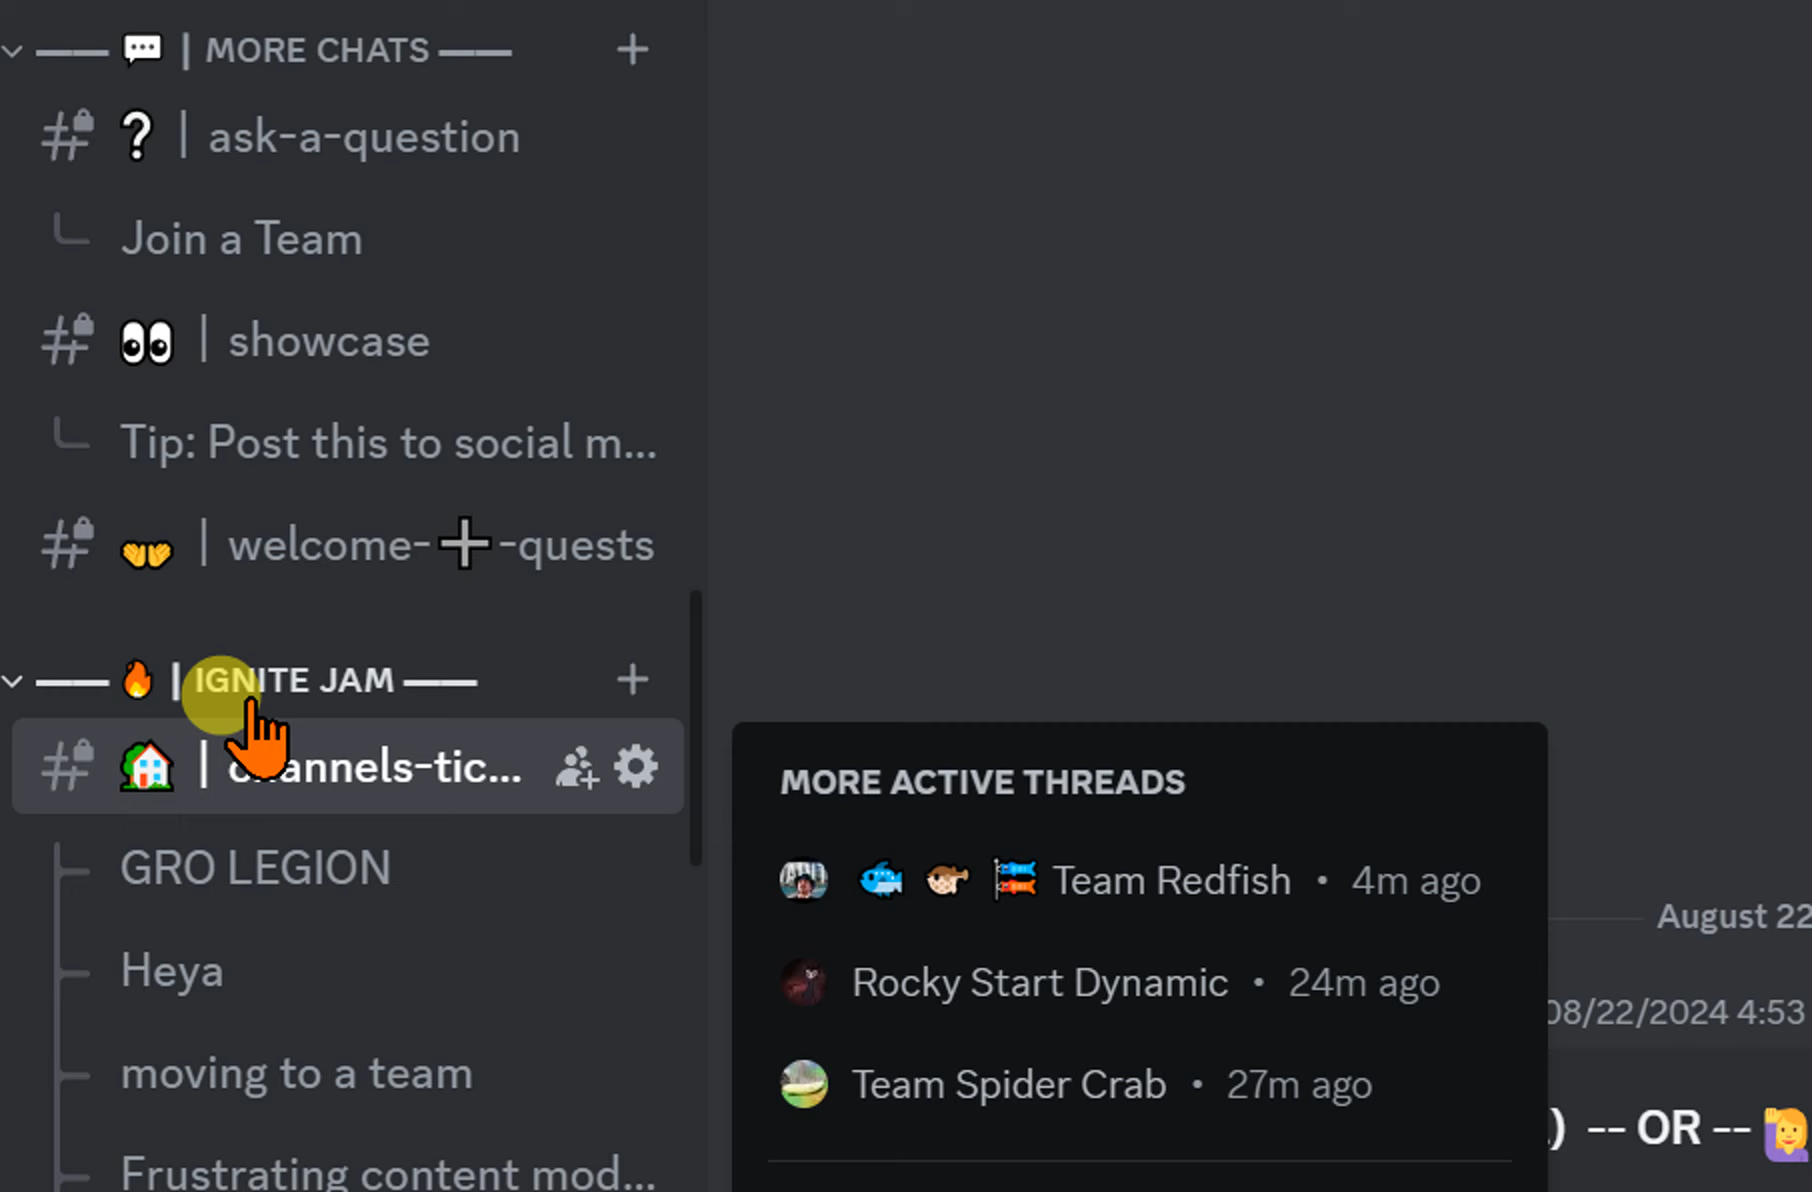 —— 💬 | MORE CHATS ——
❔ | ask-a-question
Join a Team
👀 | showcase
Tip: Post this to social m...
👐 | welcome-➕-quests
—— 🔥 | IGNITE JAM ——
🏡 | channels-tic...
GRO LEGION
Heya
moving to a team
Frustrating content mod...
MORE ACTIVE THREADS
🐟 🐡 🎏 Team Redfish • 4m ago
Rocky Start Dynamic • 24m ago
Team Spider Crab • 27m ago
August 22
08/22/2024 4:53
) -- OR -- 🙋‍♀️